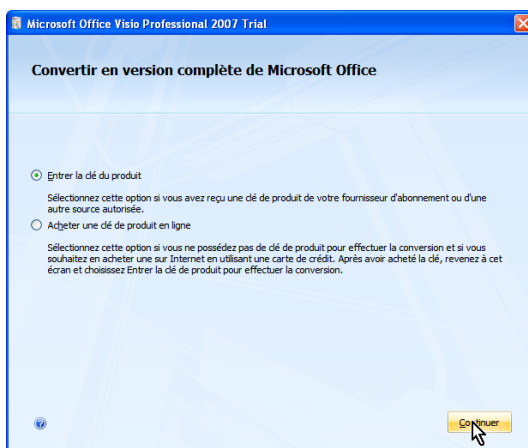 Microsoft Office Visio Professional 2007 Trial
Convertir en version complète de Microsoft Office
Entrer la clé du produit
Sélectionnez cette option si vous avez reçu une clé de produit de votre fournisseur d'abonnement ou d'une
autre source autorisée.
Acheter une clé de produit en ligne
Sélectionnez cette option si vous ne possédez pas de clé de produit pour effectuer la conversion et si vous
souhaitez en acheter une sur Internet en utilisant une carte de crédit. Après avoir acheté la clé, revenez à cet
écran et choisissez Entrer la clé de produit pour effectuer la conversion.
Continuer